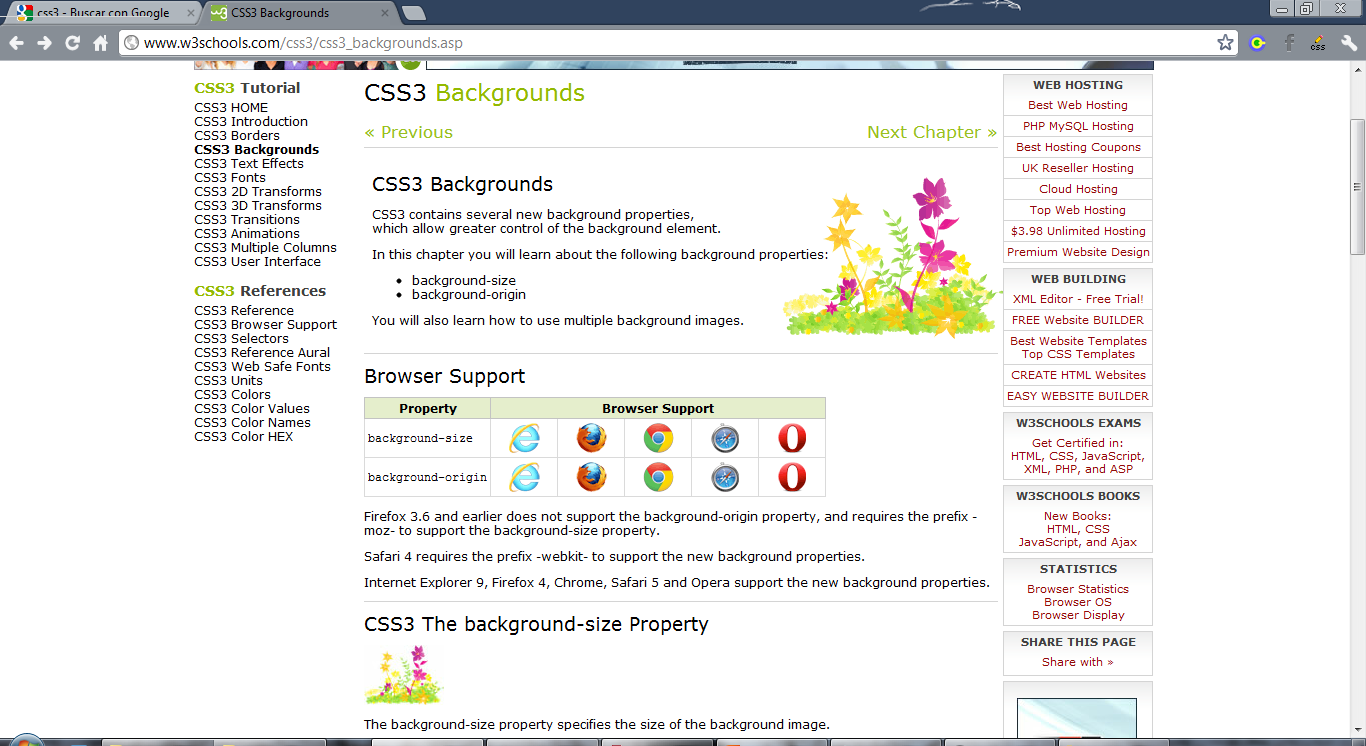 css3 - Buscar con Google
CSS3 Backgrounds
www.w3schools.com/css3/css3_backgrounds.asp
css
CSS3 Tutorial
CSS3 HOME
CSS3 Introduction
CSS3 Borders
CSS3 Backgrounds
CSS3 Text Effects
CSS3 Fonts
CSS3 2D Transforms
CSS3 3D Transforms
CSS3 Transitions
CSS3 Animations
CSS3 Multiple Columns
CSS3 User Interface
CSS3 References
CSS3 Reference
CSS3 Browser Support
CSS3 Selectors
CSS3 Reference Aural
CSS3 Web Safe Fonts
CSS3 Units
CSS3 Colors
CSS3 Color Values
CSS3 Color Names
CSS3 Color HEX
CSS3 Backgrounds
« Previous
Next Chapter »
CSS3 Backgrounds
CSS3 contains several new background properties,
which allow greater control of the background element.
In this chapter you will learn about the following background properties:
• background-size
• background-origin
You will also learn how to use multiple background images.
Browser Support
Property Browser Support
background-size
background-origin
Firefox 3.6 and earlier does not support the background-origin property, and requires the prefix -
moz- to support the background-size property.
Safari 4 requires the prefix -webkit- to support the new background properties.
Internet Explorer 9, Firefox 4, Chrome, Safari 5 and Opera support the new background properties.
CSS3 The background-size Property
The background-size property specifies the size of the background image.
WEB HOSTING
Best Web Hosting
PHP MySQL Hosting
Best Hosting Coupons
UK Reseller Hosting
Cloud Hosting
Top Web Hosting
$3.98 Unlimited Hosting
Premium Website Design
WEB BUILDING
XML Editor - Free Trial!
FREE Website BUILDER
Best Website Templates
Top CSS Templates
CREATE HTML Websites
EASY WEBSITE BUILDER
W3SCHOOLS EXAMS
Get Certified in:
HTML, CSS, JavaScript,
XML, PHP, and ASP
W3SCHOOLS BOOKS
New Books:
HTML, CSS
JavaScript, and Ajax
STATISTICS
Browser Statistics
Browser OS
Browser Display
SHARE THIS PAGE
Share with »